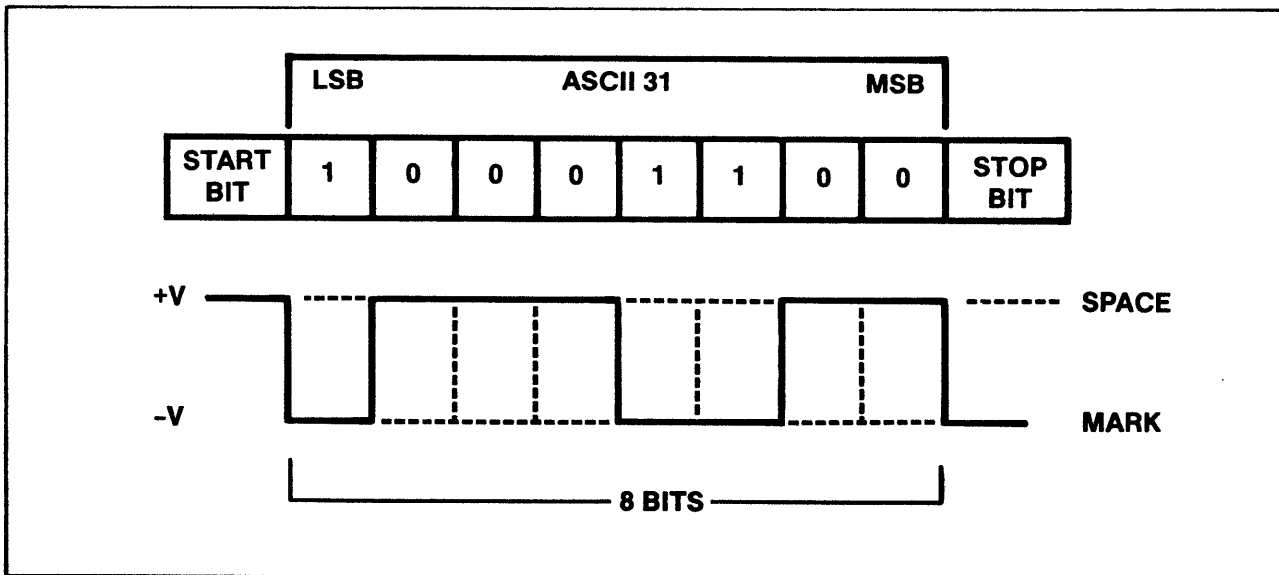 LSB ASCII 31 MSB
START BIT 1 0 0 0 1 1 0 0 STOP BIT
+V SPACE
-V MARK
8 BITS